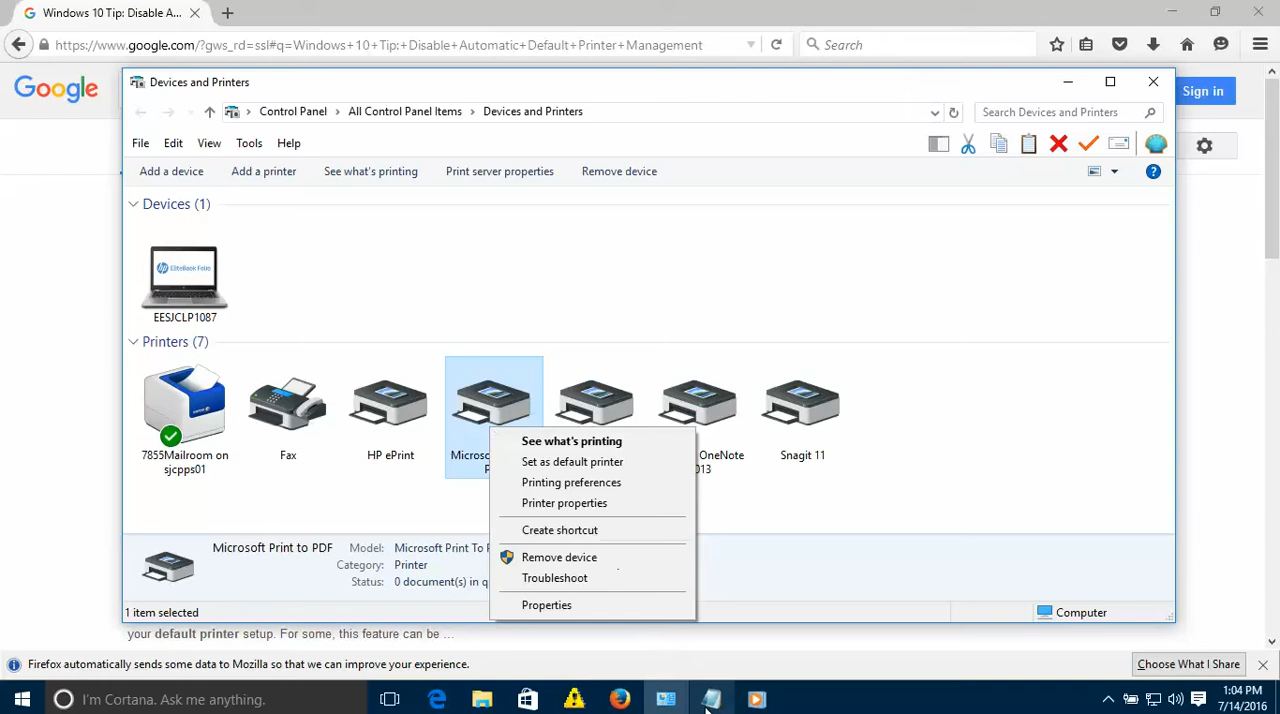 Windows 10 Tip: Disable A...
https://www.google.com/?gws_rd=ssl#q=Windows+10+Tip:+Disable+Automatic+Default+Printer+Management
Search
Google
Sign in
Devices and Printers
Control Panel > All Control Panel Items > Devices and Printers
Search Devices and Printers
File Edit View Tools Help
Add a device Add a printer See what's printing Print server properties Remove device
Devices (1)
hp EliteBook Folio
EESJCLP1087
Printers (7)
7855Mailroom on
sjcpps01
Fax
HP ePrint
Snagit 11
See what's printing
Set as default printer
Printing preferences
Printer properties
Create shortcut
Remove device
Troubleshoot
Properties
Microsoft Print to PDF
Model: Microsoft Print To
Category: Printer
Status: 0 document(s) in
1 item selected
Computer
your default printer setup. For some, this feature can be ...
Firefox automatically sends some data to Mozilla so that we can improve your experience.
Choose What I Share
I'm Cortana. Ask me anything.
1:04 PM
7/14/2016